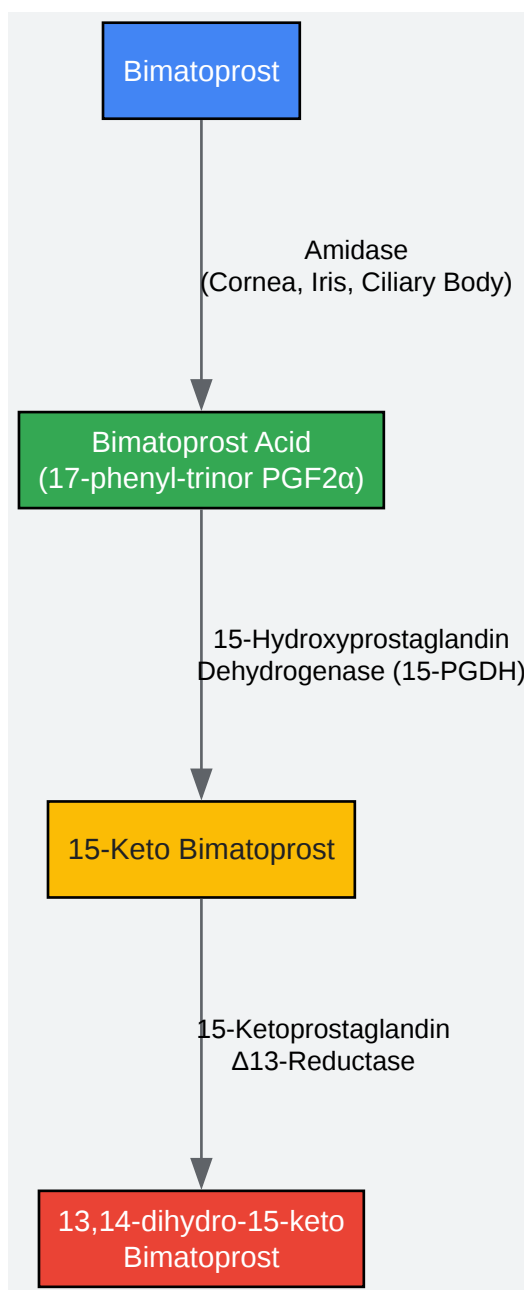 Bimatoprost
Amidase
(Cornea, Iris, Ciliary Body)
Bimatoprost Acid
(17-phenyl-trinor PGF2α)
15-Hydroxyprostaglandin
Dehydrogenase (15-PGDH)
15-Keto Bimatoprost
15-Ketoprostaglandin
Δ13-Reductase
13,14-dihydro-15-keto
Bimatoprost